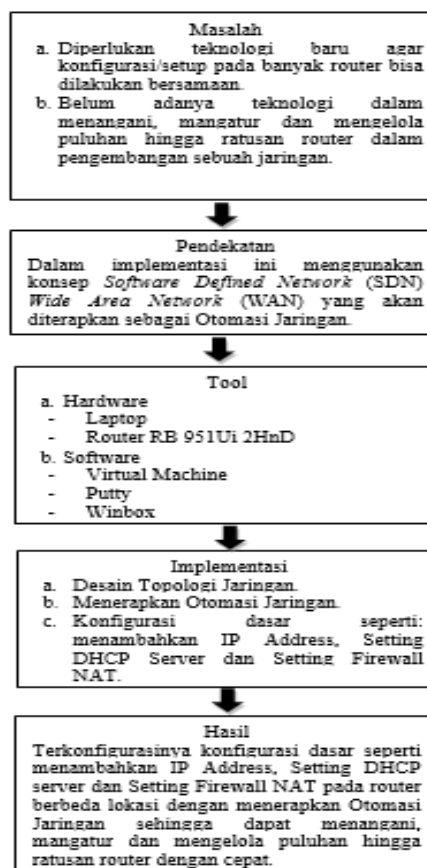 Masalah
a. Diperlukan teknologi baru agar
konfigurasi/setup pada banyak router bisa
dilakukan bersamaan.
b. Belum adanya teknologi dalam
menangani, mangatur dan mengelola
puluhan hingga ratusan router dalam
pengembangan sebuah jaringan.
Pendekatan
Dalam implementasi ini menggunakan
konsep Software Defined Network (SDN)
Wide Area Network (WAN) yang akan
diterapkan sebagai Otomasi Jaringan.
Tool
a. Hardware
- Laptop
- Router RB 951Ui 2HnD
b. Software
- Virtual Machine
- Putty
- Winbox
Implementasi
a. Desain Topologi Jaringan.
b. Menerapkan Otomasi Jaringan.
c. Konfigurasi dasar seperti:
menambahkan IP Address, Setting
DHCP Server dan Setting Firewall
NAT.
Hasil
Terkonfigurasinya konfigurasi dasar seperti
menambahkan IP Address, Setting DHCP
server dan Setting Firewall NAT pada router
berbeda lokasi dengan menerapkan Otomasi
Jaringan sehingga dapat menangani,
mangatur dan mengelola puluhan hingga
ratusan router dengan cepat.